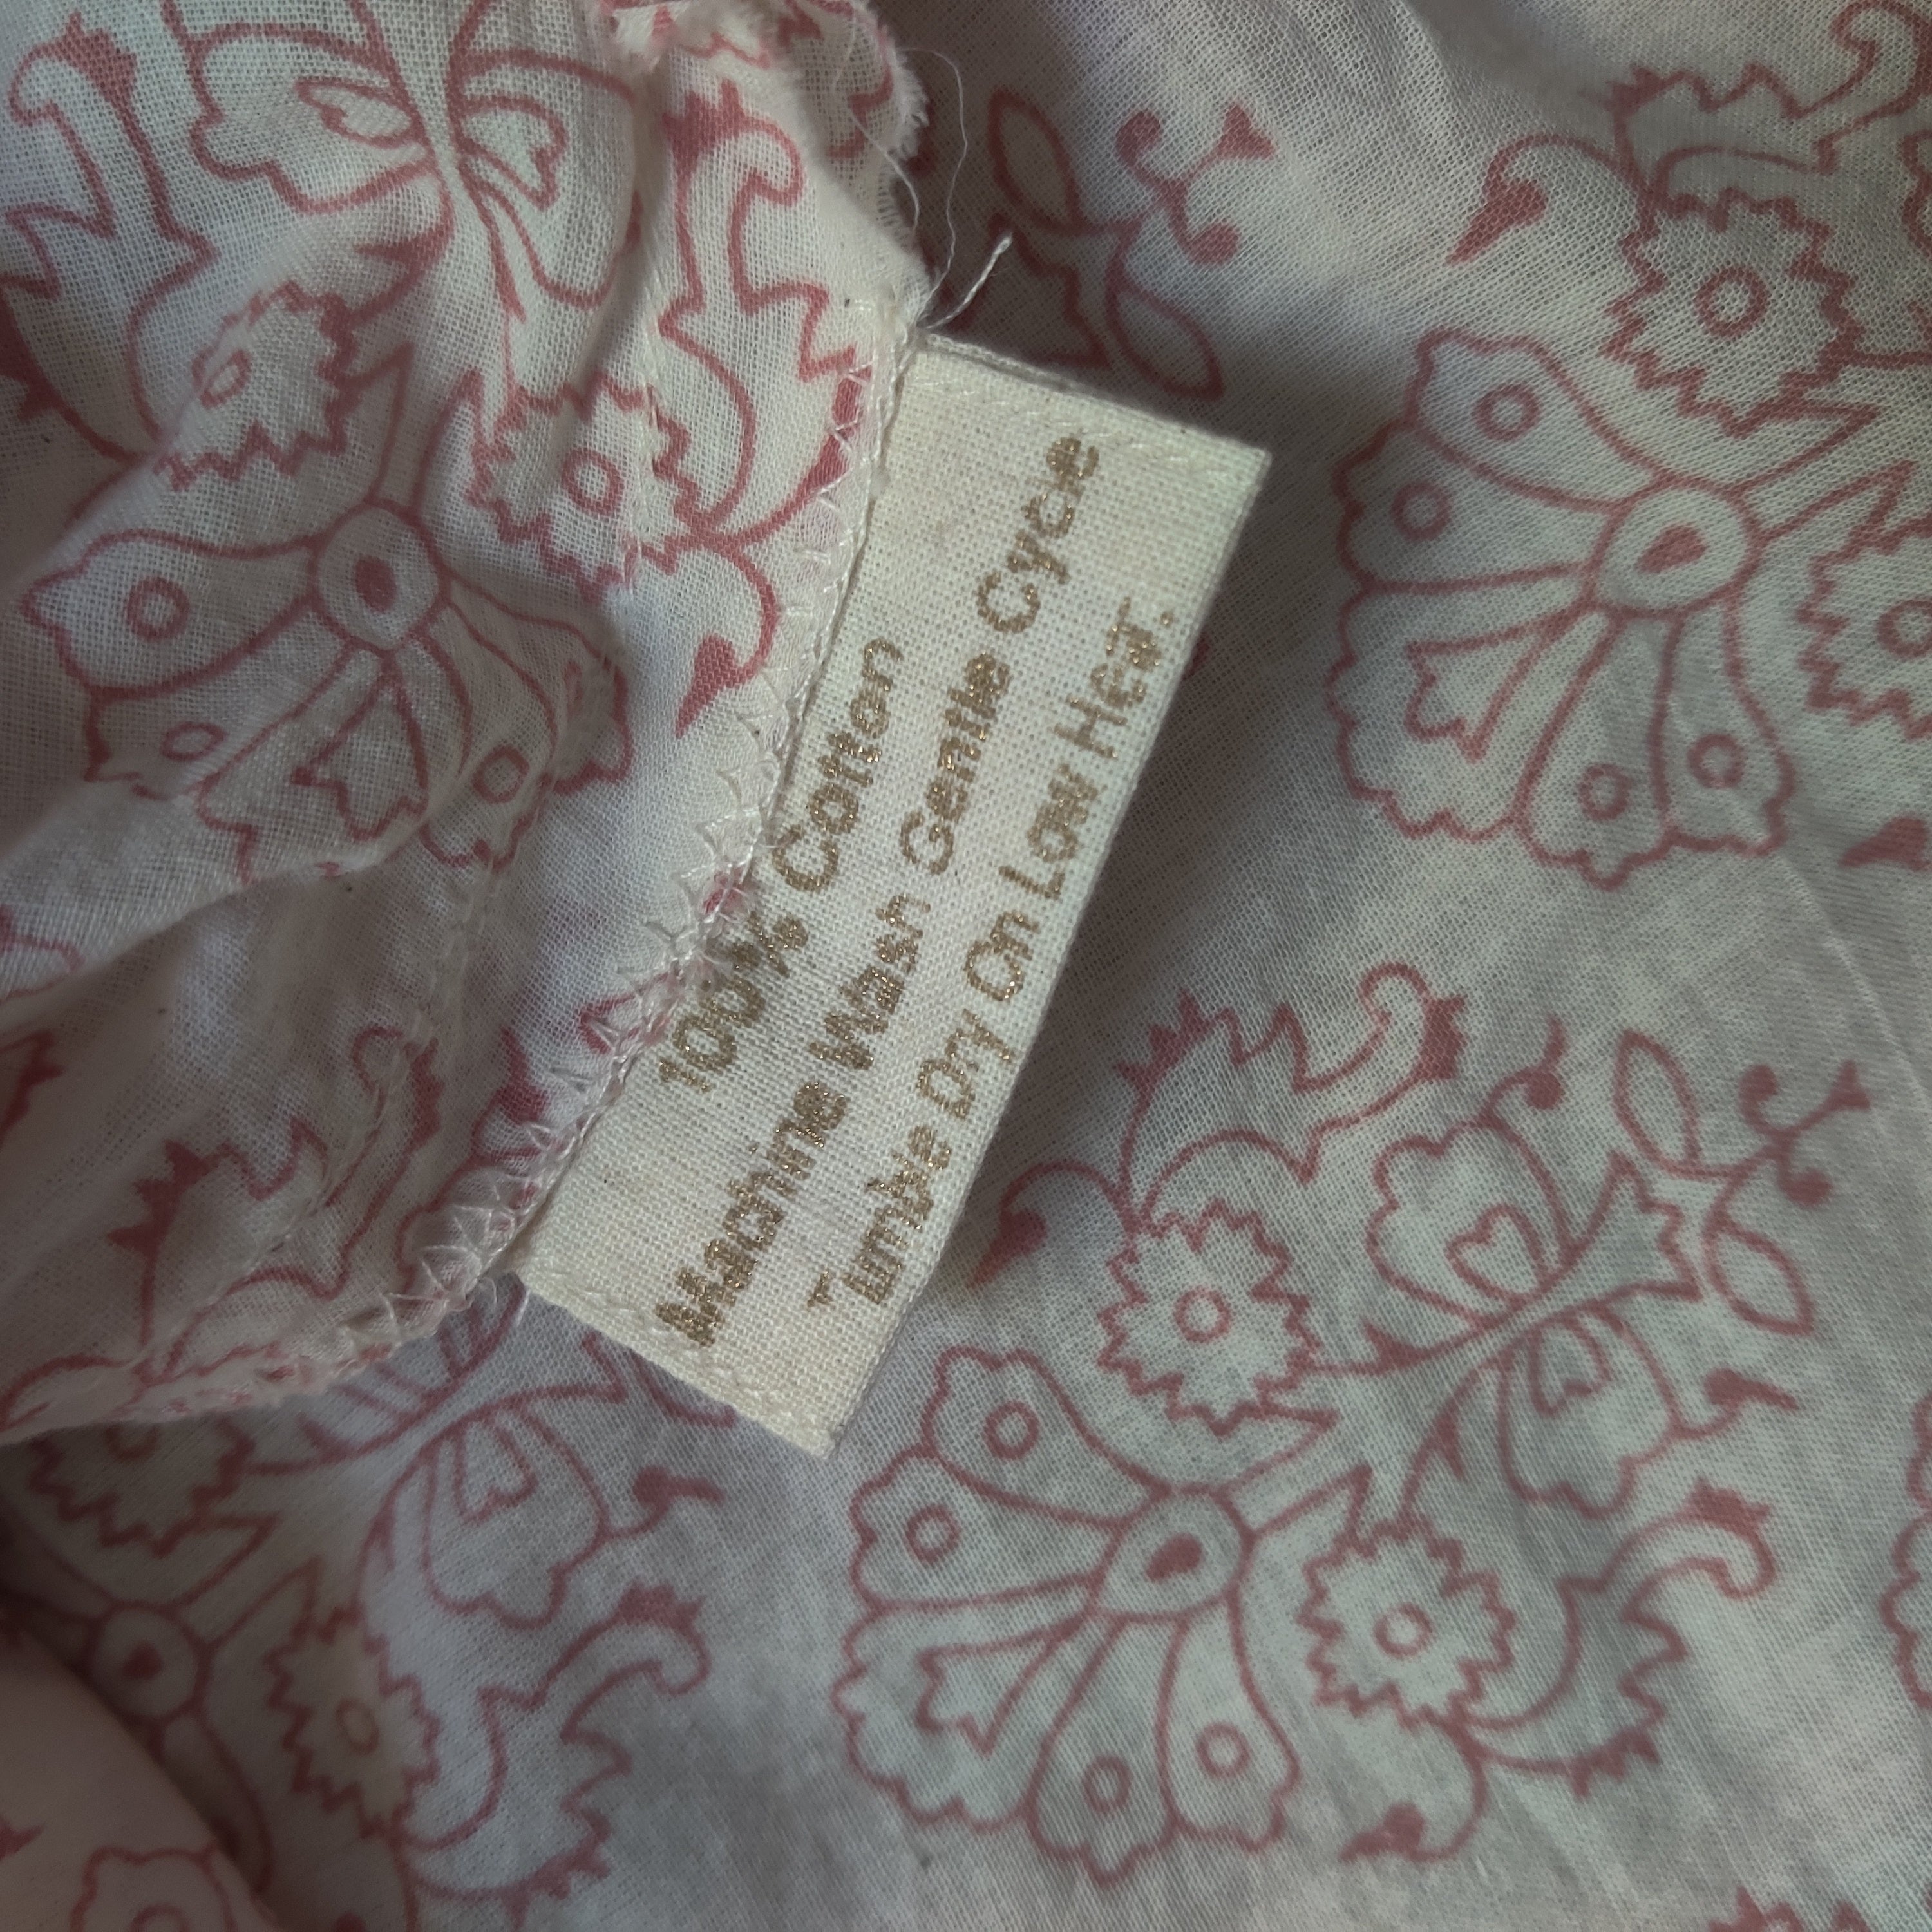 100% Cotton
Machine Wash Gentle Cycle
Tumble Dry On Low Heat.